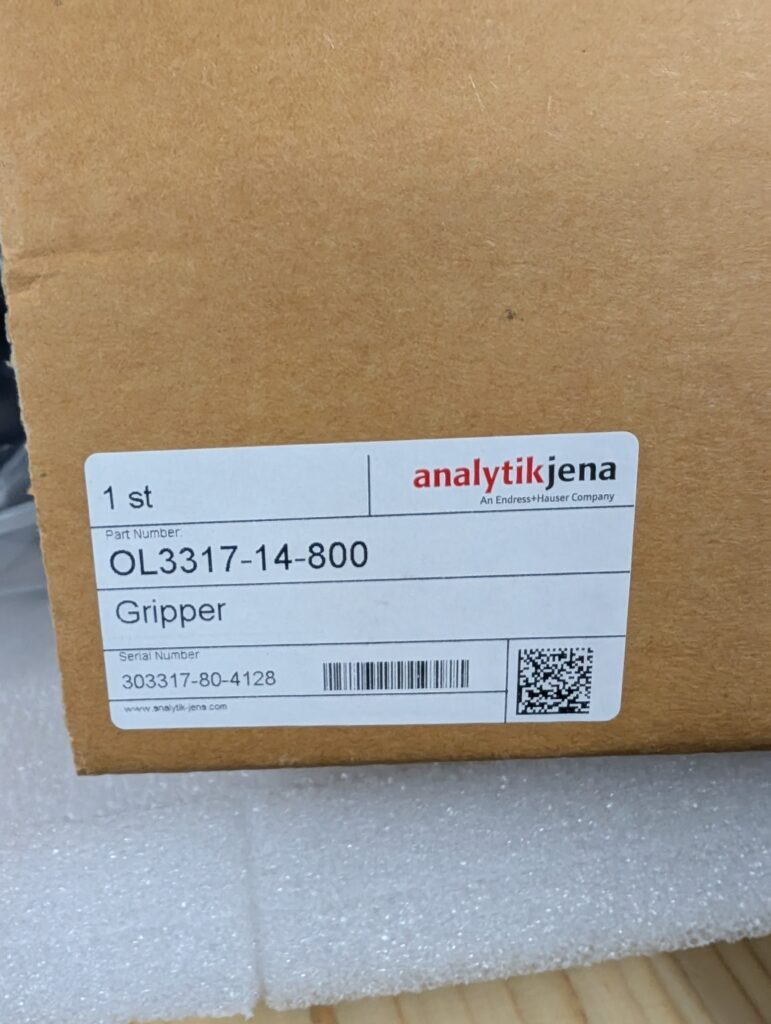 1 st
analytikjena
An Endress+Hauser Company
Part Number:
OL3317-14-800
Gripper
Serial Number
303317-80-4128
www.analytik-jena.com